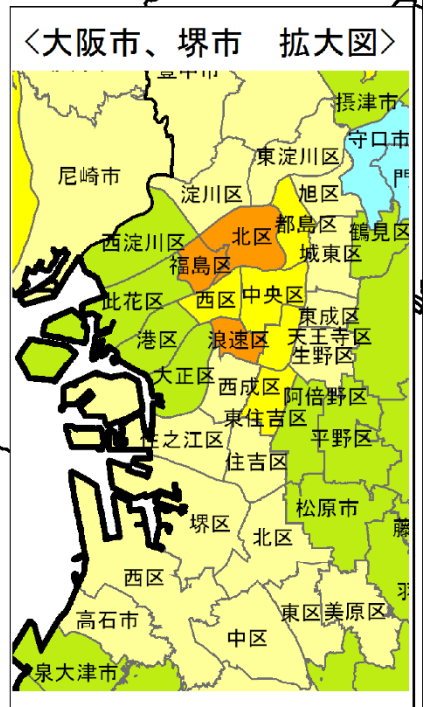 <大阪市、堺市　拡大図>
豊中市
摂津市
守口市
東淀川区
門
尼崎市
淀川区
旭区
都島区
鶴見区
北区
西淀川区
城東区
福島区
此花区
西区
中央区
東成区
港区
浪速区
天王寺区
生野区
大正区
西成区
阿倍野区
東住吉区
平野区
住之江区
住吉区
松原市
堺区
北区
藤
西区
羽
高石市
東区
美原区
中区
泉大津市